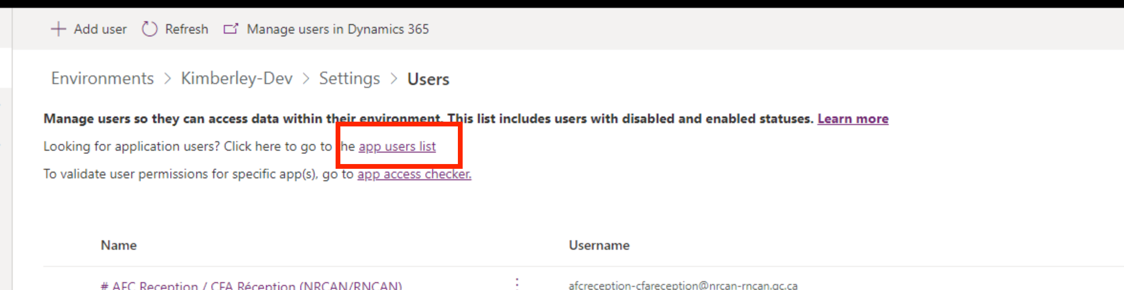 Add user Refresh Manage users in Dynamics 365
Environments > Kimberley-Dev > Settings > Users
Manage users so they can access data within their environment. This list includes users with disabled and enabled statuses. Learn more
Looking for application users? Click here to go to the app users list
To validate user permissions for specific app(s), go to app access checker.
Name Username
# AFC Reception / CFA Réception (NRCAN/RNCAN) afcreception-cfareception@nrcan-rncan.gc.ca